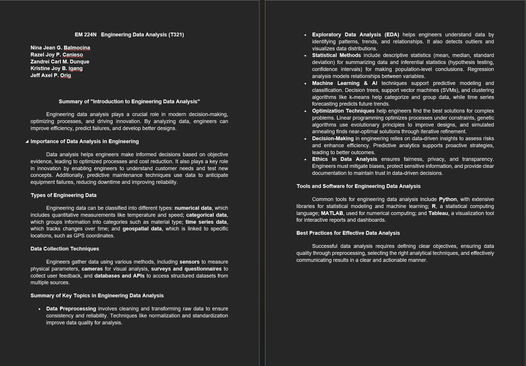 EM 224N Engineering Data Analysis (T321)
Nina Jean G. Balmocina
Razel Joy P. Canieso
Zandrei Carl M. Dunque
Kristine Joy B. Igang
Jeff Axel P. Orig
Summary of "Introduction to Engineering Data Analysis"
Engineering data analysis plays a crucial role in modern decision-making,
optimizing processes, and driving innovation. By analyzing data, engineers can
improve efficiency, predict failures, and develop better designs.
Importance of Data Analysis in Engineering
Data analysis helps engineers make informed decisions based on objective
evidence, leading to optimized processes and cost reduction. It also plays a key role
in innovation by enabling engineers to understand customer needs and test new
concepts. Additionally, predictive maintenance techniques use data to anticipate
equipment failures, reducing downtime and improving reliability.
Types of Engineering Data
Engineering data can be classified into different types: numerical data, which
includes quantitative measurements like temperature and speed; categorical data,
which groups information into categories such as material type; time series data,
which tracks changes over time; and geospatial data, which is linked to specific
locations, such as GPS coordinates.
Data Collection Techniques
Engineers gather data using various methods, including sensors to measure
physical parameters, cameras for visual analysis, surveys and questionnaires to
collect user feedback, and databases and APIs to access structured datasets from
multiple sources.
Summary of Key Topics in Engineering Data Analysis
• Data Preprocessing involves cleaning and transforming raw data to ensure
consistency and reliability. Techniques like normalization and standardization
improve data quality for analysis.
• Exploratory Data Analysis (EDA) helps engineers understand data by
identifying patterns, trends, and relationships. It also detects outliers and
visualizes data distributions.
• Statistical Methods include descriptive statistics (mean, median, standard
deviation) for summarizing data and inferential statistics (hypothesis testing,
confidence intervals) for making population-level conclusions. Regression
analysis models relationships between variables.
• Machine Learning & AI techniques support predictive modeling and
classification. Decision trees, support vector machines (SVMs), and clustering
algorithms like k-means help categorize and group data, while time series
forecasting predicts future trends.
• Optimization Techniques help engineers find the best solutions for complex
problems. Linear programming optimizes processes under constraints, genetic
algorithms use evolutionary principles to improve designs, and simulated
annealing finds near-optimal solutions through iterative refinement.
• Decision-Making in engineering relies on data-driven insights to assess risks
and enhance efficiency. Predictive analytics supports proactive strategies,
leading to better outcomes.
• Ethics in Data Analysis ensures fairness, privacy, and transparency.
Engineers must mitigate biases, protect sensitive information, and provide clear
documentation to maintain trust in data-driven decisions.
Tools and Software for Engineering Data Analysis
Common tools for engineering data analysis include Python, with extensive
libraries for statistical modeling and machine learning; R, a statistical computing
language; MATLAB, used for numerical computing; and Tableau, a visualization tool
for interactive reports and dashboards.
Best Practices for Effective Data Analysis
Successful data analysis requires defining clear objectives, ensuring data
quality through preprocessing, selecting the right analytical techniques, and effectively
communicating results in a clear and actionable manner.